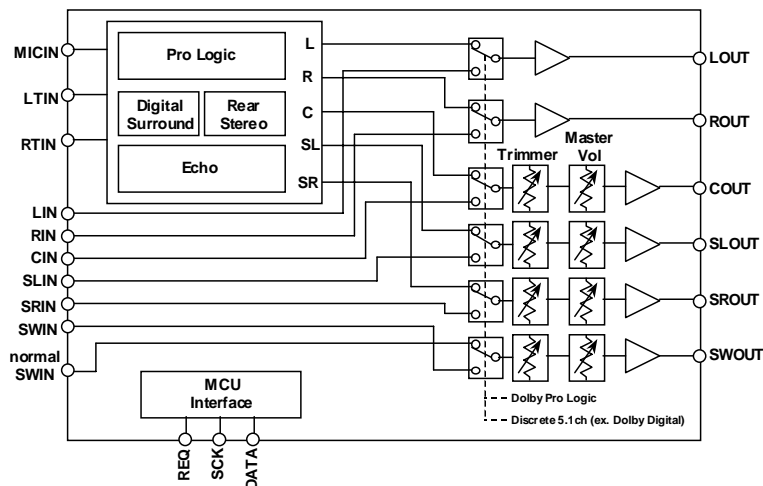 MICIN
LTIN
RTIN
LIN
RIN
CIN
SLIN
SRIN
SWIN
normal
SWIN
Pro Logic
Digital
Surround
Rear
Stereo
Echo
L
R
C
SL
SR
MCU
Interface
REQ
SCK
DATA
Trimmer
Master
Vol
LOUT
ROUT
COUT
SLOUT
SROUT
SWOUT
Dolby Pro Logic
Discrete 5.1ch (ex. Dolby Digital)